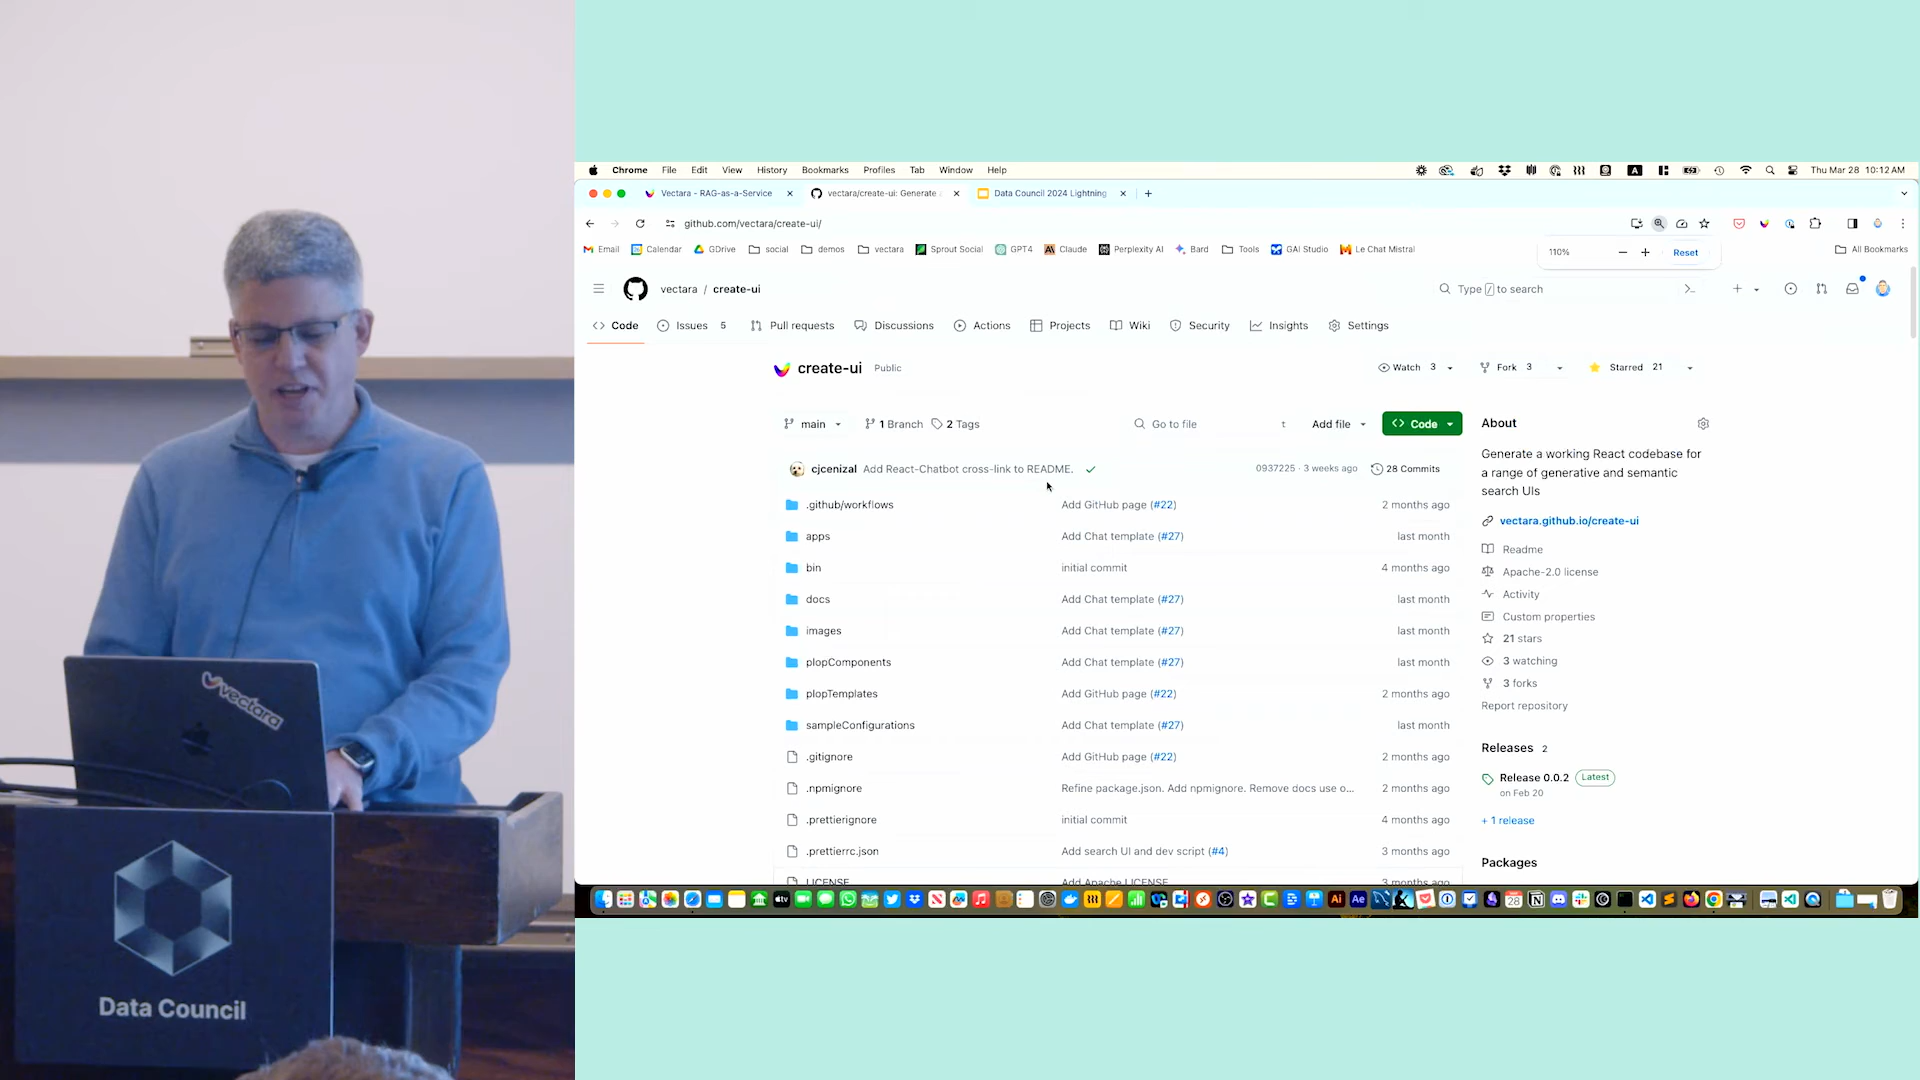 Chrome File Edit View History Bookmarks Profiles Tab Window Help
Thu Mar 28 10:12 AM
Vectara - RAG-as-a-Service
vectara/create-ui: Generate
Data Council 2024 Lightning
github.com/vectara/create-ui/
Email Calendar GDrive social demos vectara Sprout Social GPT4 Claude Perplexity AI Bard Tools GAI Studio Le Chat Mistral
110% Reset
All Bookmarks
vectara / create-ui
Type / to search
Code Issues 5 Pull requests Discussions Actions Projects Wiki Security Insights Settings
create-ui Public
Watch 3 Fork 3 Starred 21
main 1 Branch 2 Tags Go to file t Add file Code
cjcenizal Add React-Chatbot cross-link to README. 0937225 · 3 weeks ago 28 Commits
.github/workflows Add GitHub page (#22) 2 months ago
apps Add Chat template (#27) last month
bin initial commit 4 months ago
docs Add Chat template (#27) last month
images Add Chat template (#27) last month
plopComponents Add Chat template (#27) last month
plopTemplates Add GitHub page (#22) 2 months ago
sampleConfigurations Add Chat template (#27) last month
.gitignore Add GitHub page (#22) 2 months ago
.npmignore Refine package.json. Add npmignore. Remove docs use o... 2 months ago
.prettierignore initial commit 4 months ago
.prettierrc.json Add search UI and dev script (#4) 3 months ago
LICENSE Add Apache LICENSE 3 months ago
About
Generate a working React codebase for
a range of generative and semantic
search UIs
vectara.github.io/create-ui
Readme
Apache-2.0 license
Activity
Custom properties
21 stars
3 watching
3 forks
Report repository
Releases 2
Release 0.0.2 Latest
on Feb 20
+ 1 release
Packages
vectara
Data Council